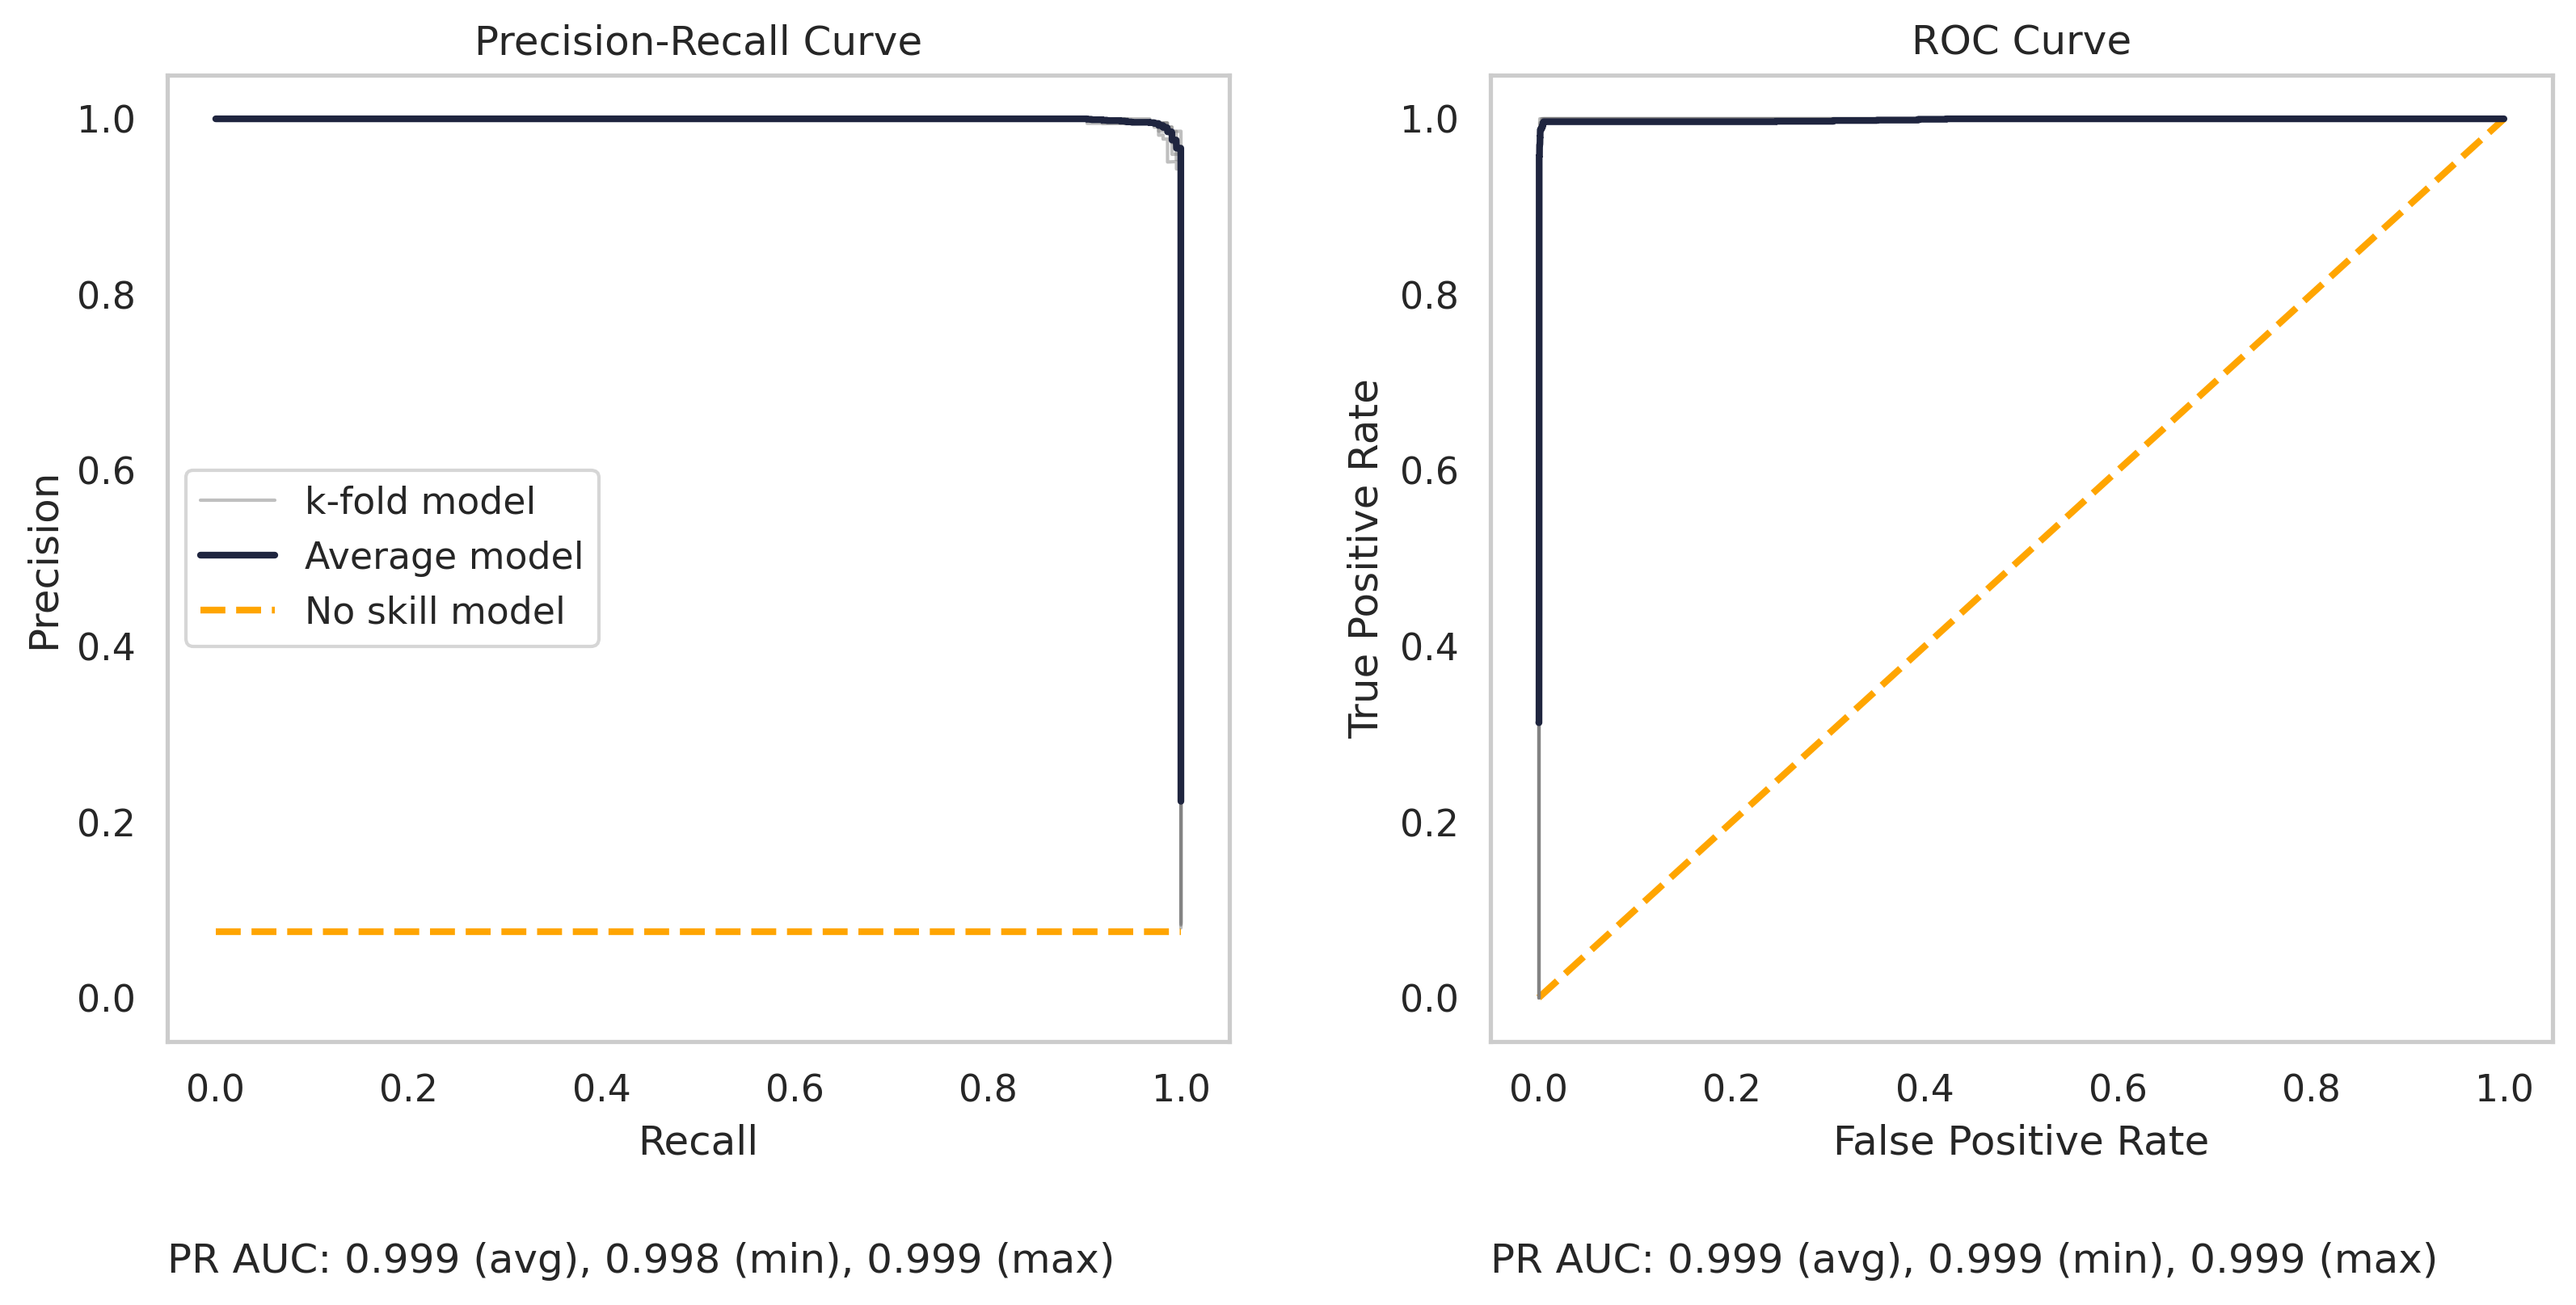 Precision-Recall Curve
1.0
0.8
0.6
0.4
0.2
0.0
Precision
k-fold model
Average model
No skill model
0.0 0.2 0.4 0.6 0.8 1.0
Recall
PR AUC: 0.999 (avg), 0.998 (min), 0.999 (max)
ROC Curve
1.0
0.8
0.6
0.4
0.2
0.0
True Positive Rate
0.0 0.2 0.4 0.6 0.8 1.0
False Positive Rate
PR AUC: 0.999 (avg), 0.999 (min), 0.999 (max)